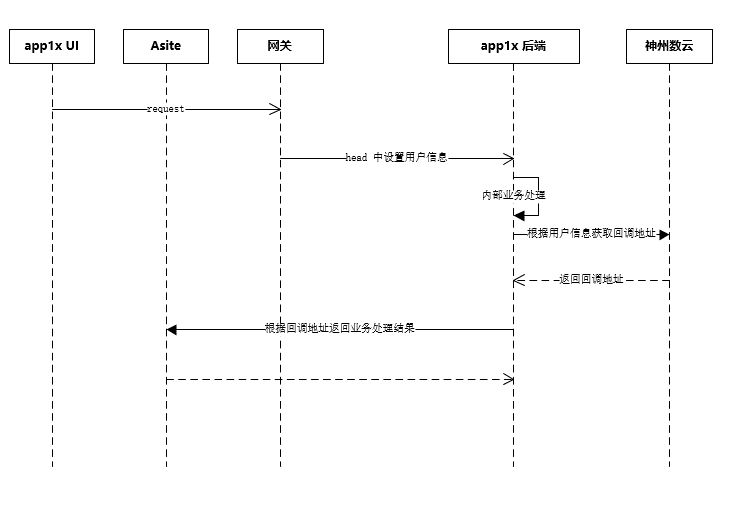 app1x UI
Asite
网关
app1x 后端
神州数云
request
head 中设置用户信息
内部业务处理
根据用户信息获取回调地址
返回回调地址
根据回调地址返回业务处理结果